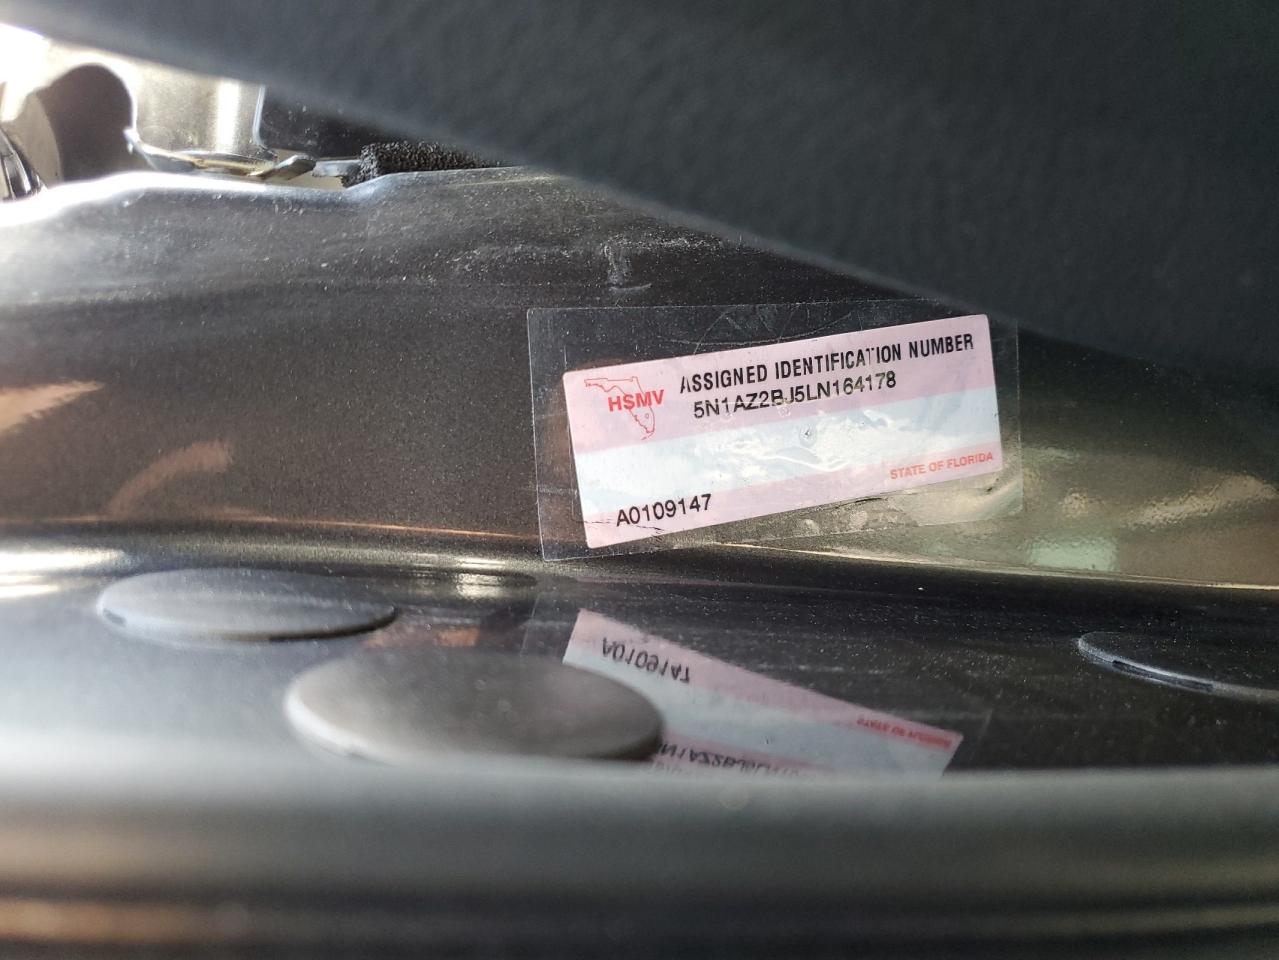 HSMV
ASSIGNED IDENTIFICATION NUMBER
5N1AZ2BJ5LN164178
STATE OF FLORIDA
A0109147